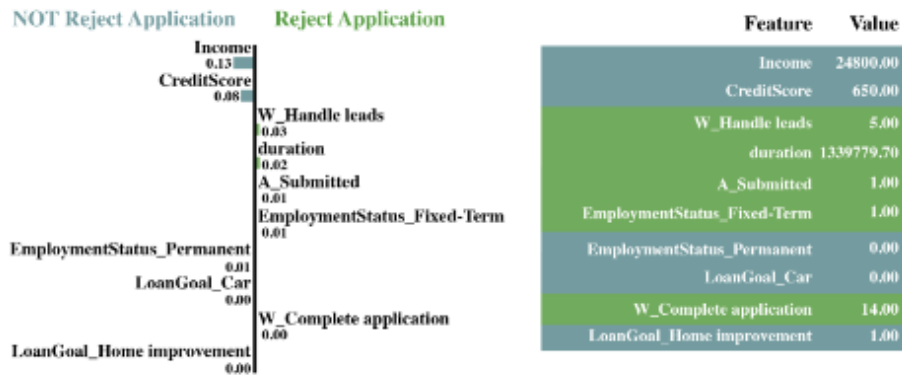 NOT Reject Application Reject Application
Income
0.13
CreditScore
0.08
W_Handle leads
0.03
duration
0.02
A_Submitted
0.01
EmploymentStatus_Fixed-Term
0.01
EmploymentStatus_Permanent
0.01
LoanGoal_Car
0.00
W_Complete application
0.00
LoanGoal_Home improvement
0.00
Feature Value
Income 24800.00
CreditScore 650.00
W_Handle leads 5.00
duration 1339779.70
A_Submitted 1.00
EmploymentStatus_Fixed-Term 1.00
EmploymentStatus_Permanent 0.00
LoanGoal_Car 0.00
W_Complete application 14.00
LoanGoal_Home improvement 1.00